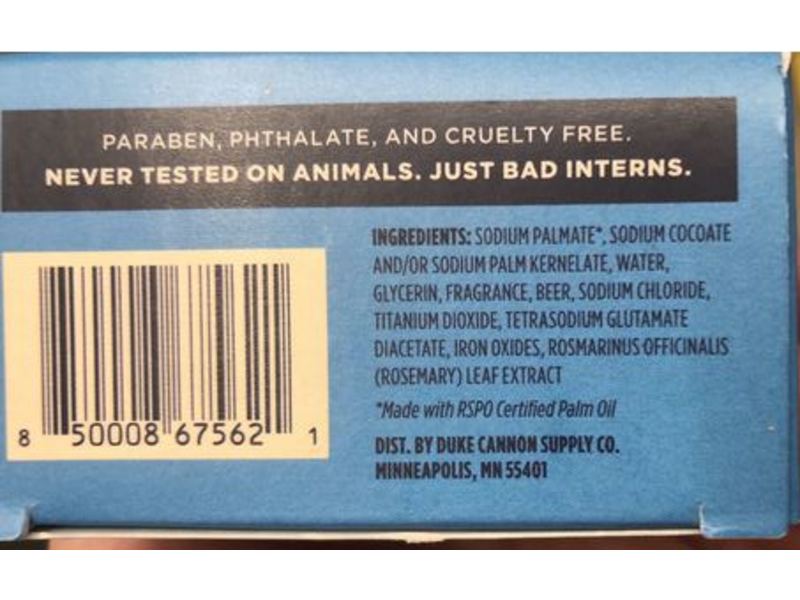 PARABEN, PHTHALATE, AND CRUELTY FREE.
NEVER TESTED ON ANIMALS. JUST BAD INTERNS.
INGREDIENTS: SODIUM PALMATE*, SODIUM COCOATE
AND/OR SODIUM PALM KERNELATE, WATER,
GLYCERIN, FRAGRANCE, BEER, SODIUM CHLORIDE,
TITANIUM DIOXIDE, TETRASODIUM GLUTAMATE
DIACETATE, IRON OXIDES, ROSMARINUS OFFICINALIS
(ROSEMARY) LEAF EXTRACT
*Made with RSPO Certified Palm Oil
DIST. BY DUKE CANNON SUPPLY CO.
MINNEAPOLIS, MN 55401
8 50008 67562 1